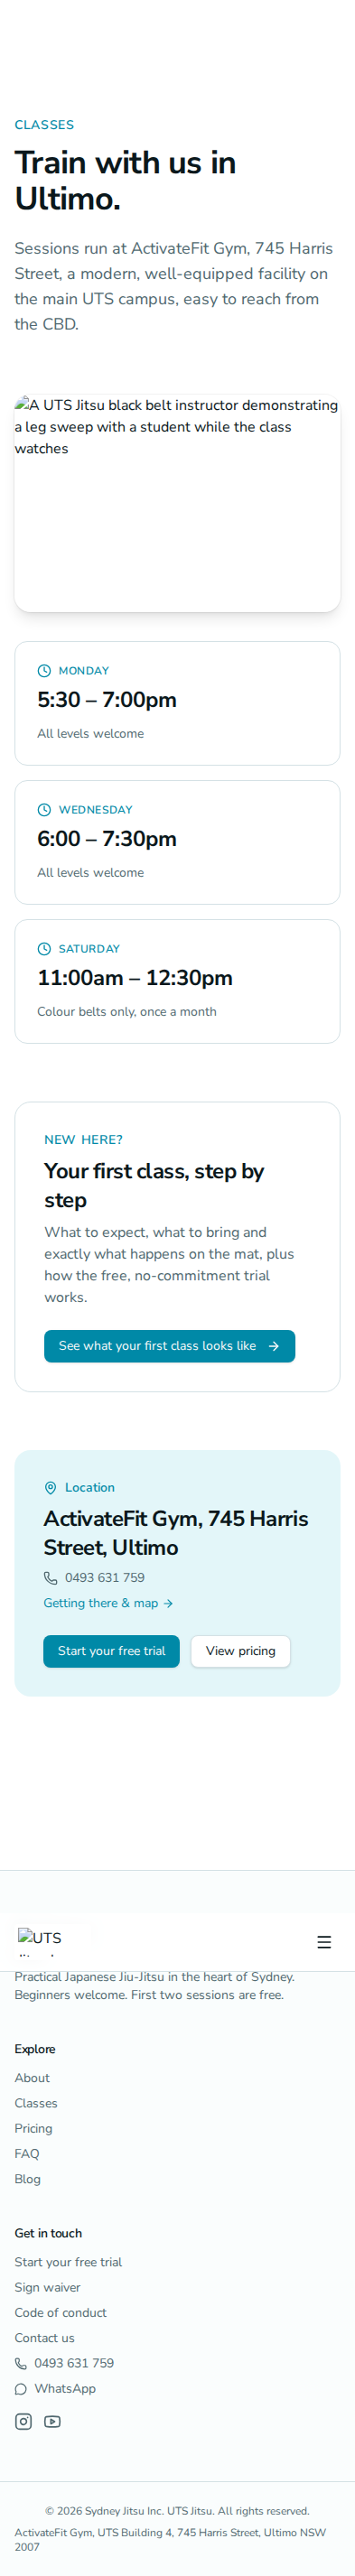 CLASSES
Train with us in
Ultimo.
Sessions run at ActivateFit Gym, 745 Harris
Street, a modern, well-equipped facility on
the main UTS campus, easy to reach from
the CBD.
A UTS Jitsu black belt instructor demonstrating
a leg sweep with a student while the class
watches
MONDAY
5:30 – 7:00pm
All levels welcome
WEDNESDAY
6:00 – 7:30pm
All levels welcome
SATURDAY
11:00am – 12:30pm
Colour belts only, once a month
NEW HERE?
Your first class, step by
step
What to expect, what to bring and
exactly what happens on the mat, plus
how the free, no-commitment trial
works.
See what your first class looks like →
Location
ActivateFit Gym, 745 Harris
Street, Ultimo
0493 631 759
Getting there & map →
Start your free trial View pricing
UTS
Practical Japanese Jiu-Jitsu in the heart of Sydney.
Beginners welcome. First two sessions are free.
Explore
About
Classes
Pricing
FAQ
Blog
Get in touch
Start your free trial
Sign waiver
Code of conduct
Contact us
0493 631 759
WhatsApp
© 2026 Sydney Jitsu Inc. UTS Jitsu. All rights reserved.
ActivateFit Gym, UTS Building 4, 745 Harris Street, Ultimo NSW
2007